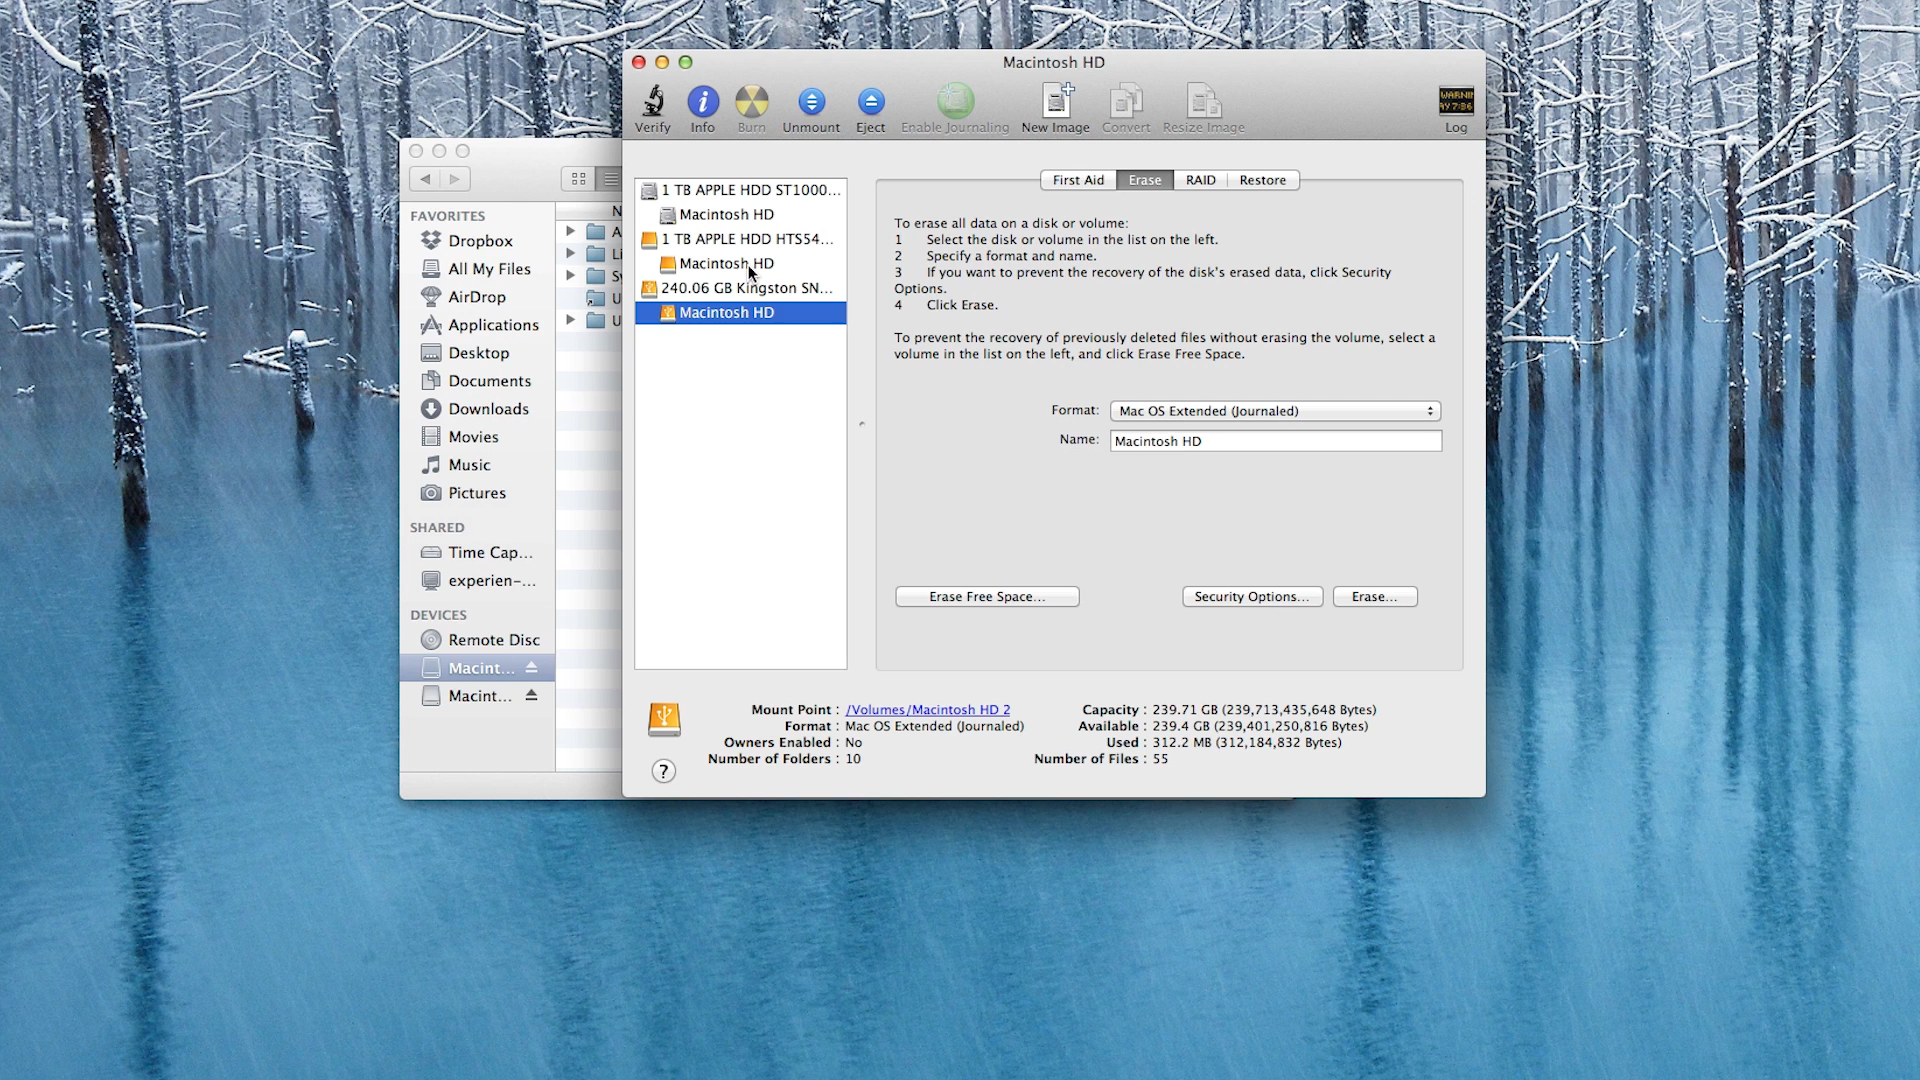 Macintosh HD
Verify
Info
Burn
Unmount
Eject
Enable Journaling
New Image
Convert
Resize Image
WARNIN
AY 7:86
Log
FAVORITES
Dropbox
All My Files
AirDrop
Applications
Desktop
Documents
Downloads
Movies
Music
Pictures
SHARED
Time Cap...
experien-...
DEVICES
Remote Disc
Macint...
Macint...
N
A
Li
Sy
U
U
1 TB APPLE HDD ST1000...
Macintosh HD
1 TB APPLE HDD HTS54...
Macintosh HD
240.06 GB Kingston SN...
Macintosh HD
First Aid
Erase
RAID
Restore
To erase all data on a disk or volume:
1 Select the disk or volume in the list on the left.
2 Specify a format and name.
3 If you want to prevent the recovery of the disk's erased data, click Security
Options.
4 Click Erase.
To prevent the recovery of previously deleted files without erasing the volume, select a
volume in the list on the left, and click Erase Free Space.
Format: Mac OS Extended (Journaled)
Name: Macintosh HD
Erase Free Space...
Security Options...
Erase...
Mount Point : /Volumes/Macintosh HD 2
Format : Mac OS Extended (Journaled)
Owners Enabled : No
Number of Folders : 10
Capacity : 239.71 GB (239,713,435,648 Bytes)
Available : 239.4 GB (239,401,250,816 Bytes)
Used : 312.2 MB (312,184,832 Bytes)
Number of Files : 55
?